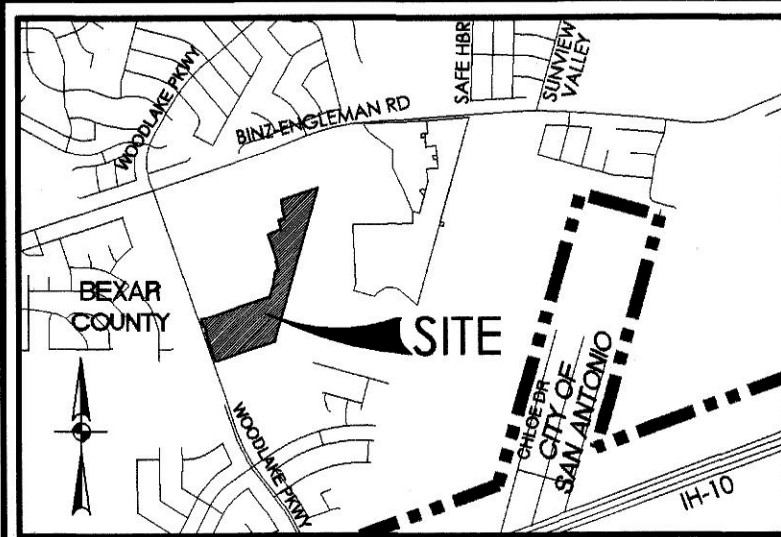 SAFE HBR
SUNVIEW
VALLEY
WOODLAKE PKWY
BINZ-ENGLEMAN RD
BEXAR
COUNTY
SITE
CHLOE DR
CITY OF
SAN ANTONIO
WOODLAKE PKWY
IH-10